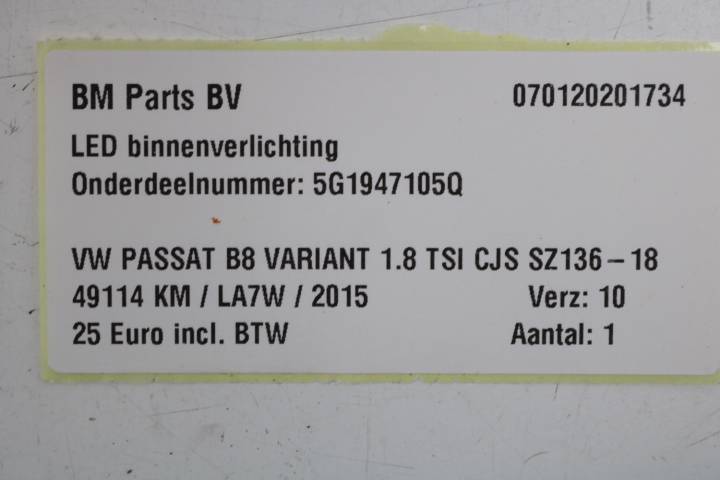 BM Parts BV 070120201734
LED binnenverlichting
Onderdeelnummer: 5G1947105Q
VW PASSAT B8 VARIANT 1.8 TSI CJS SZ136-18
49114 KM / LA7W / 2015 Verz: 10
25 Euro incl. BTW Aantal: 1